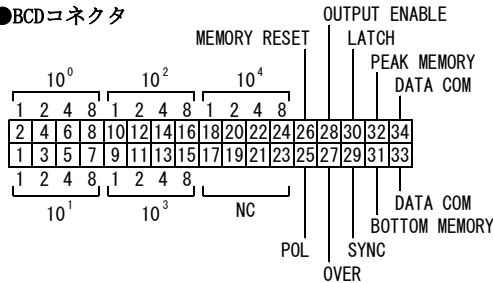 ●BCDコネクタ
OUTPUT ENABLE
MEMORY RESET
LATCH
PEAK MEMORY
DATA COM
10⁰ 10² 10⁴
1 2 4 8 1 2 4 8 1 2 4 8
2 4 6 8 10 12 14 16 18 20 22 24 26 28 30 32 34
1 3 5 7 9 11 13 15 17 19 21 23 25 27 29 31 33
1 2 4 8 1 2 4 8
10¹ 10³ NC
DATA COM
BOTTOM MEMORY
POL
SYNC
OVER